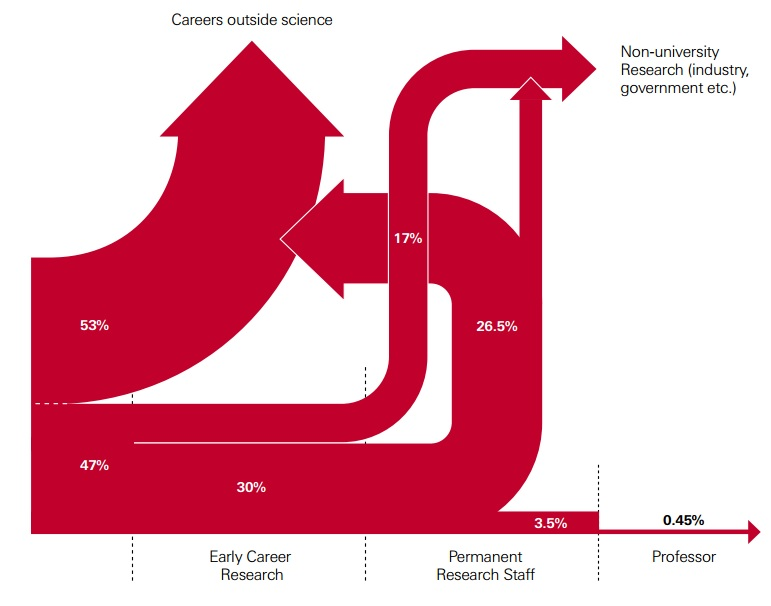 Careers outside science
Non-university
Research (industry,
government etc.)
17%
53%
26.5%
47%
30%
3.5%
0.45%
Early Career
Research
Permanent
Research Staff
Professor